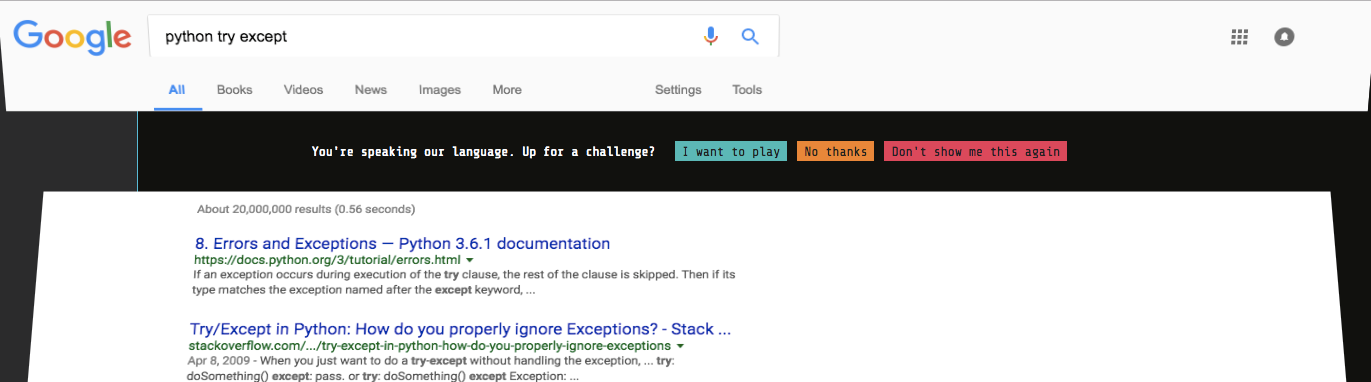 Google
python try except
All Books Videos News Images More Settings Tools
You're speaking our language. Up for a challenge? I want to play No thanks Don't show me this again
About 20,000,000 results (0.56 seconds)
8. Errors and Exceptions — Python 3.6.1 documentation
https://docs.python.org/3/tutorial/errors.html
If an exception occurs during execution of the try clause, the rest of the clause is skipped. Then if its
type matches the exception named after the except keyword, ...
Try/Except in Python: How do you properly ignore Exceptions? - Stack ...
stackoverflow.com/.../try-except-in-python-how-do-you-properly-ignore-exceptions
Apr 8, 2009 - When you just want to do a try-except without handling the exception, ... try:
doSomething() except: pass. or try: doSomething() except Exception: ...